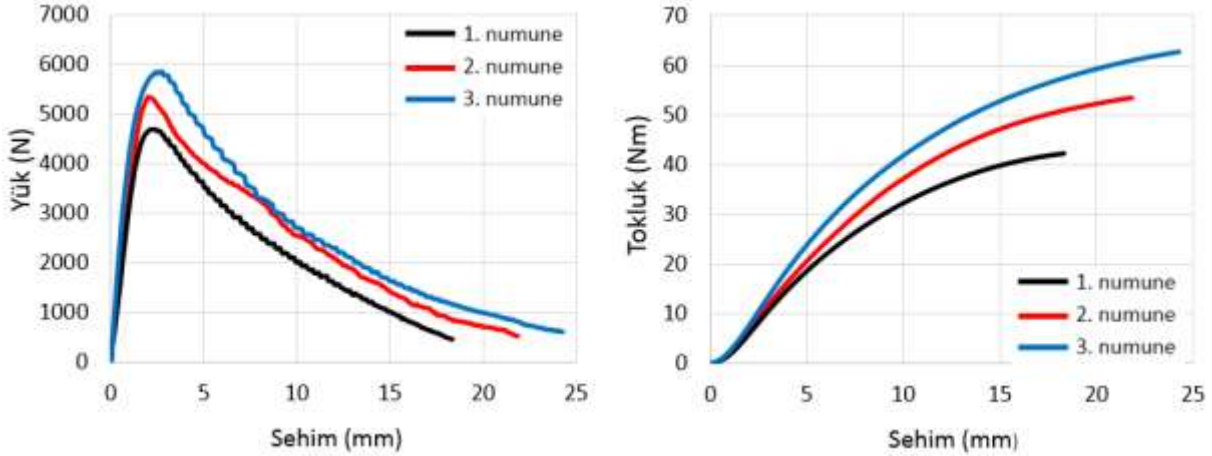 7000
6000
5000
4000
3000
2000
1000
0
Yük (N)
1. numune
2. numune
3. numune
0 5 10 15 20 25
Sehim (mm)
70
60
50
40
30
20
10
0
Tokluk (Nm)
1. numune
2. numune
3. numune
0 5 10 15 20 25
Sehim (mm)